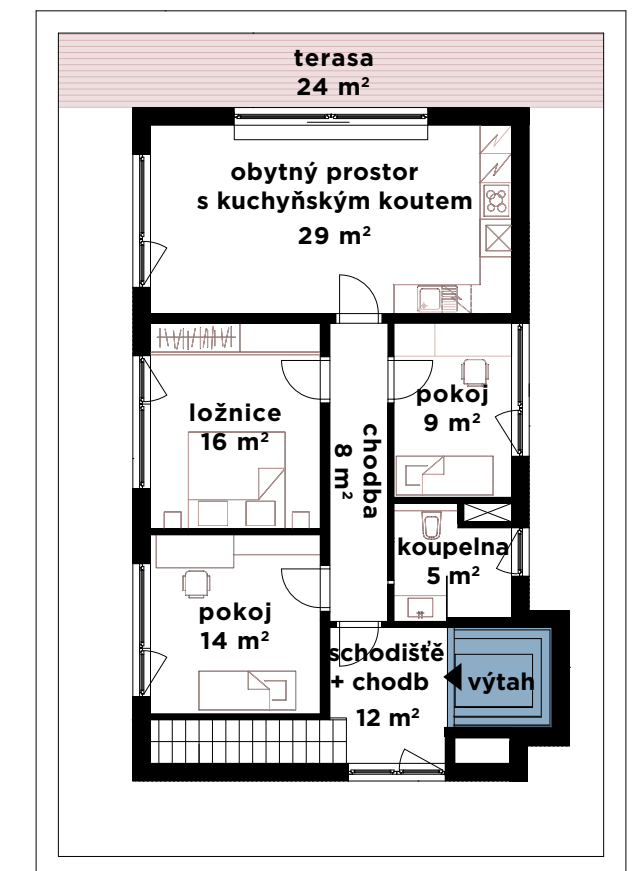 terasa
24 m²
obytný prostor
s kuchyňským koutem
29 m²
ložnice
16 m²
chodba
8 m²
pokoj
9 m²
koupelna
5 m²
pokoj
14 m²
schodišťě
+ chodb
12 m²
výtah